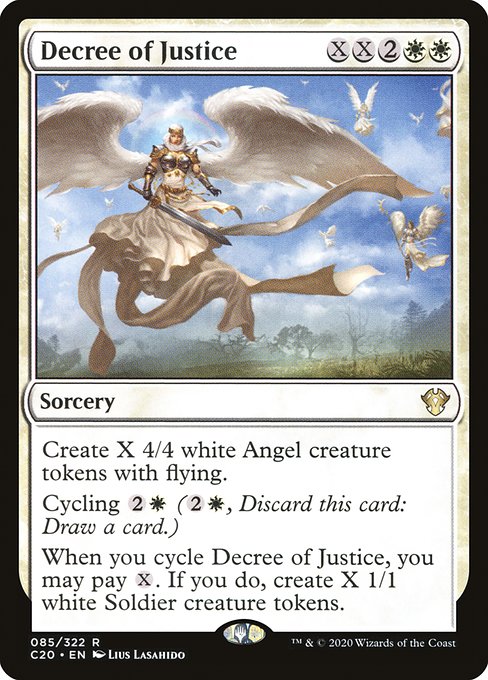 Decree of Justice XX2
Sorcery
Create X 4/4 white Angel creature
tokens with flying.
Cycling 2 (2, Discard this card:
Draw a card.)
When you cycle Decree of Justice, you
may pay X. If you do, create X 1/1
white Soldier creature tokens.
085/322 R
C20 • EN Lius Lasahido
™ & © 2020 Wizards of the Coast